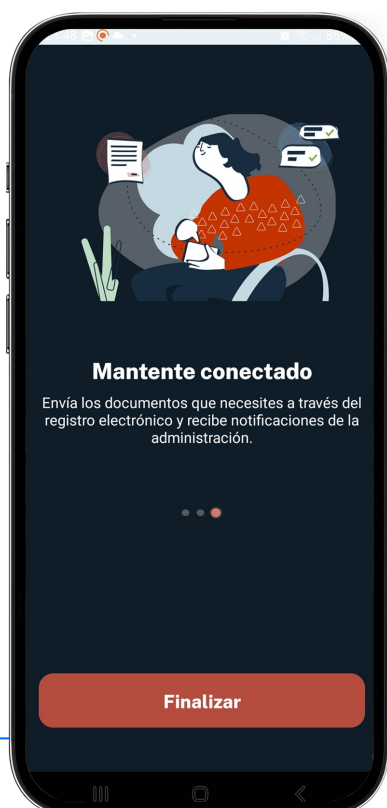 Mantente conectado
Envía los documentos que necesites a través del
registro electrónico y recibe notificaciones de la
administración.
Finalizar